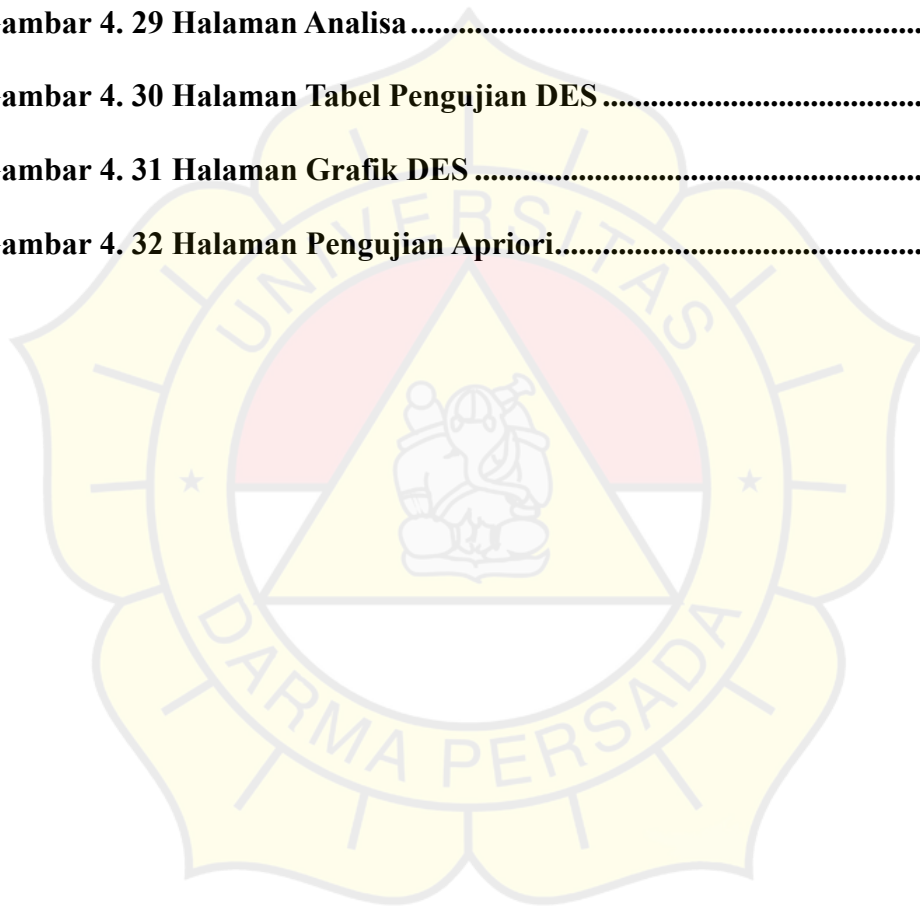 ambar 4. 29 Halaman Analisa....................................................................
ambar 4. 30 Halaman Tabel Pengujian DES ..........................................
ambar 4. 31 Halaman Grafik DES ...........................................................
ambar 4. 32 Halaman Pengujian Apriori.................................................
UNIVERSITAS
DARMA PERSADA